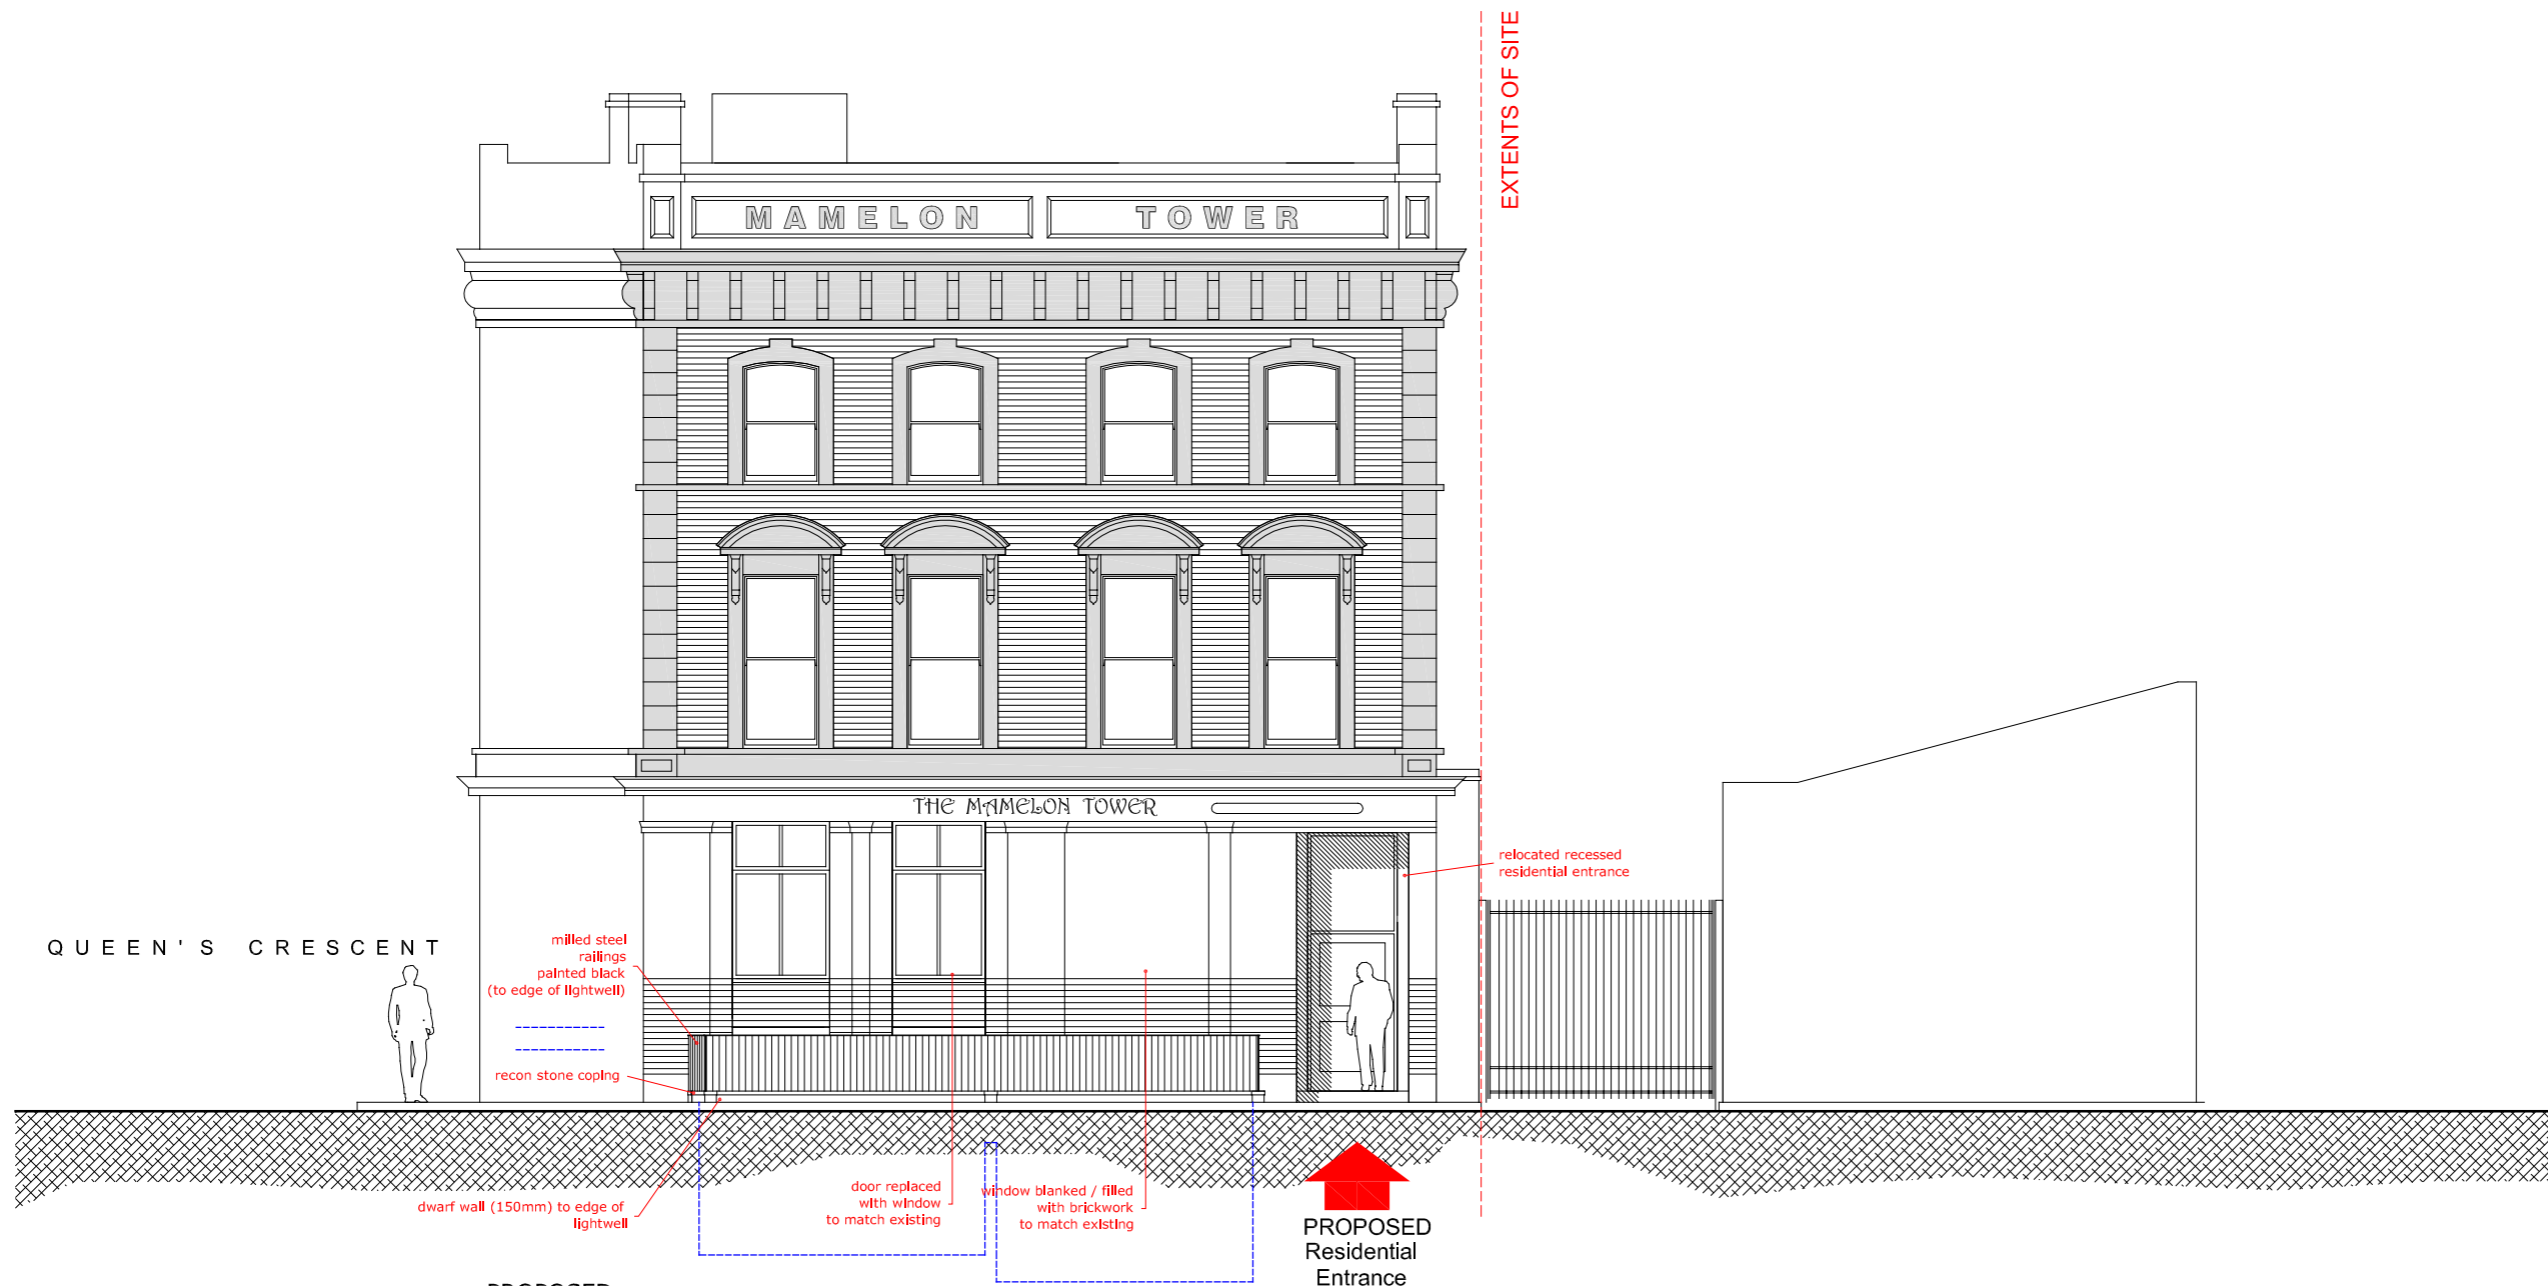 EXTENTS OF SITE
MAMELON TOWER
THE MAMELON TOWER
relocated recessed
residential entrance
QUEEN'S CRESCENT
milled steel
railings
painted black
(to edge of lightwell)
recon stone coping
dwarf wall (150mm) to edge of
lightwell
door replaced
with window
to match existing
window blanked / filled
with brickwork
to match existing
PROPOSED
Residential
Entrance
PROPOSED